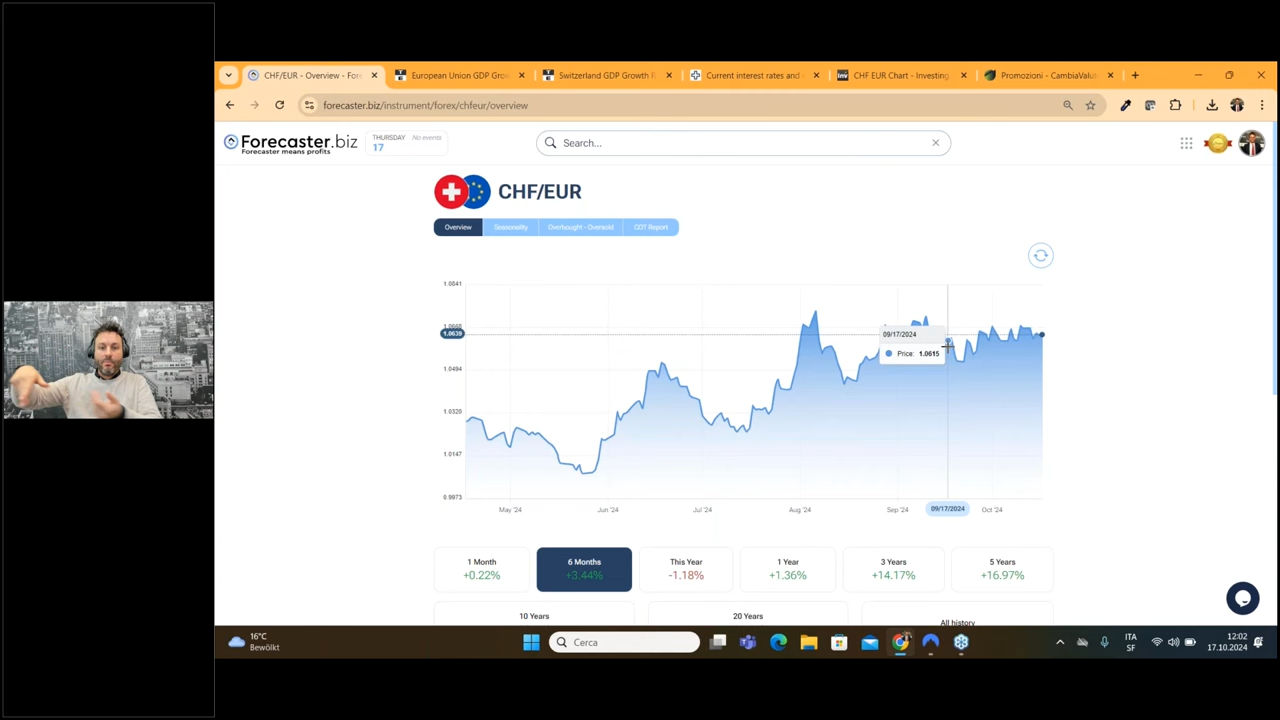 CHF/EUR - Overview - For
European Union GDP Gro
Switzerland GDP Growth R
Current interest rates and
CHF EUR Chart - Investing
Promozioni - CambiaValut
forecaster.biz/instrument/forex/chfeur/overview
Forecaster.biz
Forecaster means profits
THURSDAY
17
No events
Search...
CHF/EUR
Overview
Seasonality
Overbought - Oversold
COT Report
1.0841
1.0639
1.0494
1.0320
1.0147
0.9973
09/17/2024
Price: 1.0615
May '24
Jun '24
Jul '24
Aug '24
Sep '24
09/17/2024
Oct '24
1 Month
+0.22%
6 Months
+3.44%
This Year
-1.18%
1 Year
+1.36%
3 Years
+14.17%
5 Years
+16.97%
10 Years
20 Years
All history
16°C
Bewölkt
Cerca
ITA
SF
12:02
17.10.2024